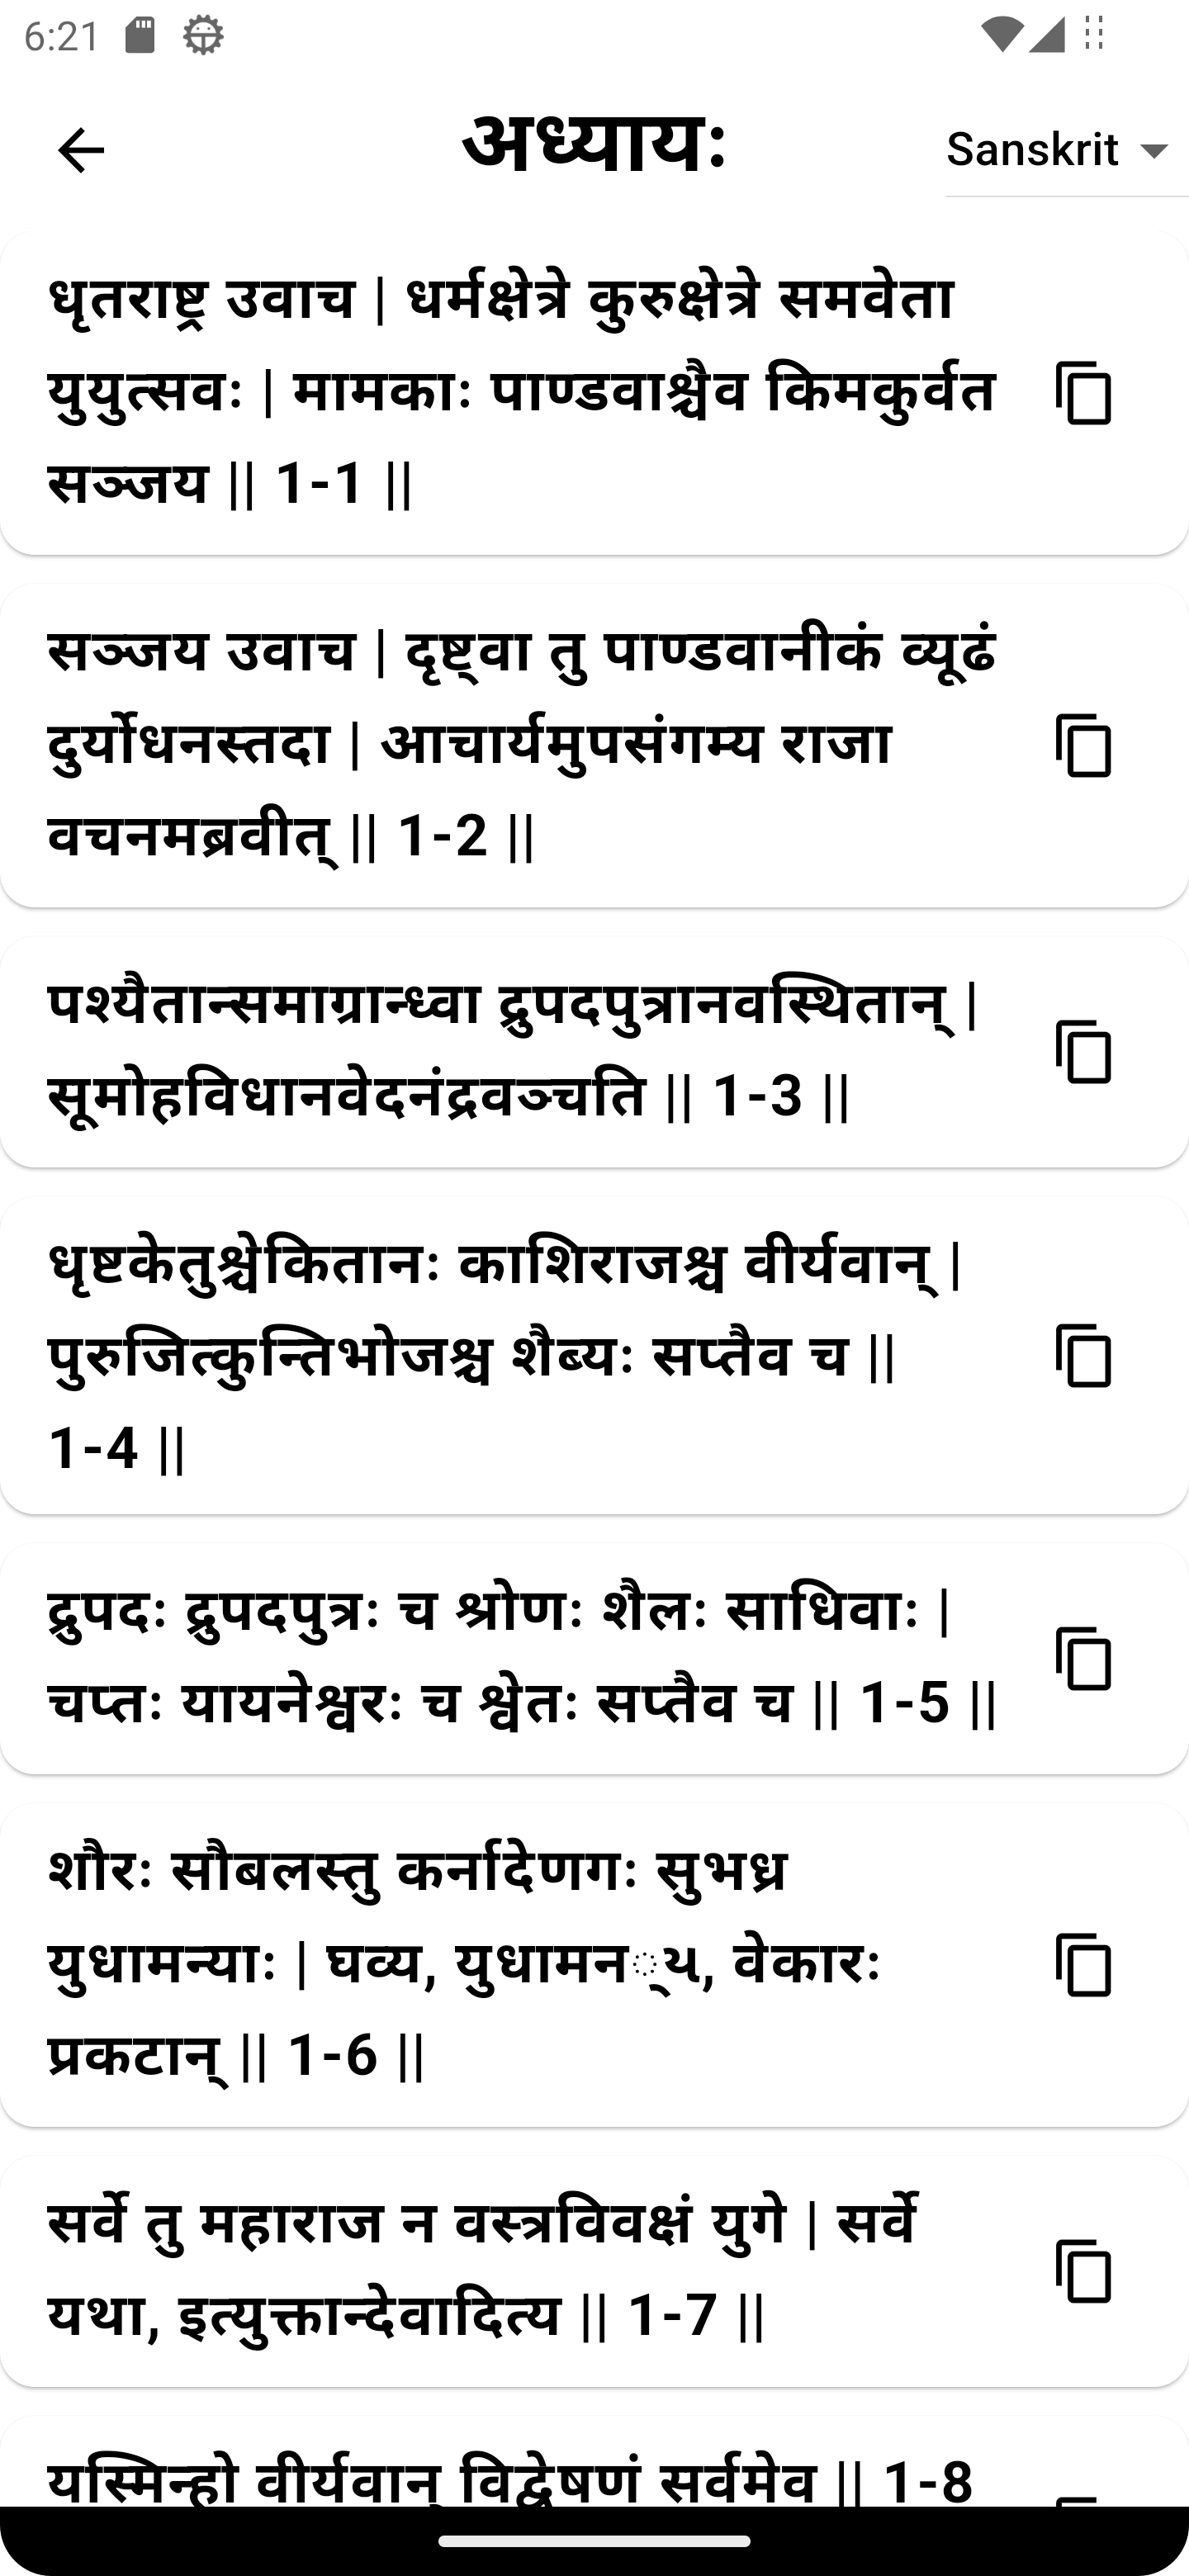 6:21
अध्यायः
Sanskrit
धृतराष्ट्र उवाच | धर्मक्षेत्रे कुरुक्षेत्रे समवेता
युयुत्सवः | मामकाः पाण्डवाश्चैव किमकुर्वत
सञ्जय || 1-1 ||
सञ्जय उवाच | दृष्ट्वा तु पाण्डवानीकं व्यूढं
दुर्योधनस्तदा | आचार्यमुपसंगम्य राजा
वचनमब्रवीत् || 1-2 ||
पश्यैतान्समाग्रान्ध्वा द्रुपदपुत्रानवस्थितान् |
सूमोहविधानवेदनंद्रवञ्चति || 1-3 ||
धृष्टकेतुश्चेकितानः काशिराजश्च वीर्यवान् |
पुरुजित्कुन्तिभोजश्च शैब्यः सप्तैव च ||
1-4 ||
द्रुपदः द्रुपदपुत्रः च श्रोणः शैलः साधिवाः |
चप्तः यायनेश्वरः च श्वेतः सप्तैव च || 1-5 ||
शौरः सौबलस्तु कर्नादेणगः सुभध्र
युधामन्याः | घव्य, युधामन्૫, वेकारः
प्रकटान् || 1-6 ||
सर्वे तु महाराज न वस्त्रविवक्षं युगे | सर्वे
यथा, इत्युक्तान्देवादित्य || 1-7 ||
यस्मिन्हो वीर्यवान् विद्वेषणं सर्वमेव || 1-8